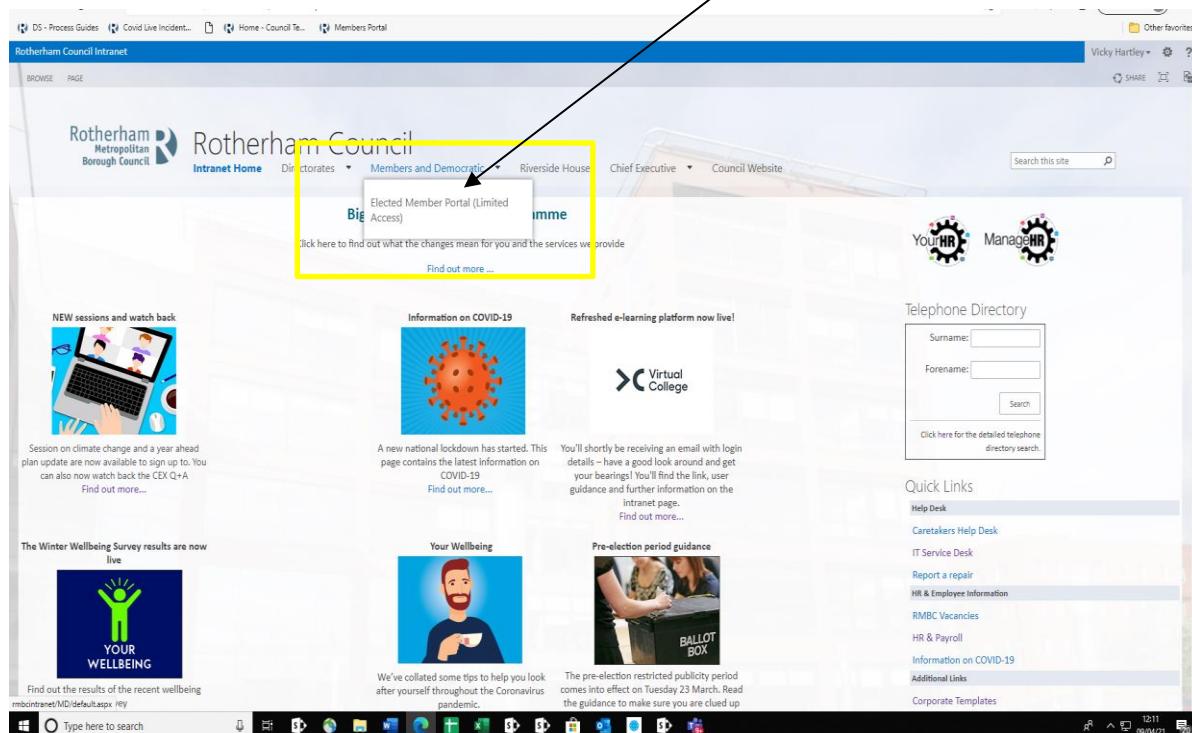 DS - Process Guides
Covid Live Incident...
Home - Council Te...
Members Portal
Other favorites
Rotherham Council Intranet
Vicky Hartley
?
BROWSE PAGE
SHARE
Rotherham
Metropolitan
Borough Council
Rotherham Council
Intranet Home
Directorates
Members and Democratic
Riverside House
Chief Executive
Council Website
Search this site
Elected Member Portal (Limited
Access)
Big
amme
Click here to find out what the changes mean for you and the services we provide
Find out more ...
YourHR
ManageHR
NEW sessions and watch back
Session on climate change and a year ahead
plan update are now available to sign up to. You
can also now watch back the CEX Q+A
Find out more...
Information on COVID-19
A new national lockdown has started. This
page contains the latest information on
COVID-19
Find out more...
Refreshed e-learning platform now live!
Virtual
College
You'll shortly be receiving an email with login
details – have a good look around and get
your bearings! You'll find the link, user
guidance and further information on the
intranet page.
Find out more...
Telephone Directory
Surname:
Forename:
Search
Click here for the detailed telephone
directory search.
The Winter Wellbeing Survey results are now
live
YOUR
WELLBEING
Find out the results of the recent wellbeing
Your Wellbeing
We've collated some tips to help you look
after yourself throughout the Coronavirus
pandemic.
Pre-election period guidance
BALLOT
BOX
The pre-election restricted publicity period
comes into effect on Tuesday 23 March. Read
the guidance to make sure you are clued up
Quick Links
Help Desk
Caretakers Help Desk
IT Service Desk
Report a repair
HR & Employee Information
RMBC Vacancies
HR & Payroll
Information on COVID-19
Additional Links
Corporate Templates
rmbcintranet/MD/default.aspx
Type here to search
12:11
09/04/21